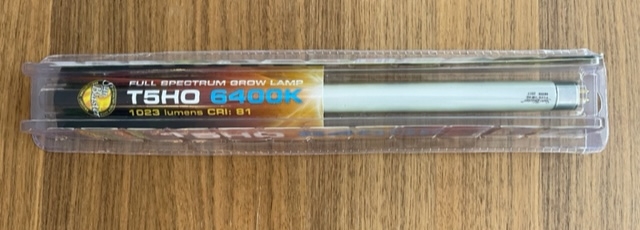 FULL SPECTRUM GROW LAMP
T5HO 6400K
1023 lumens CRI: 81